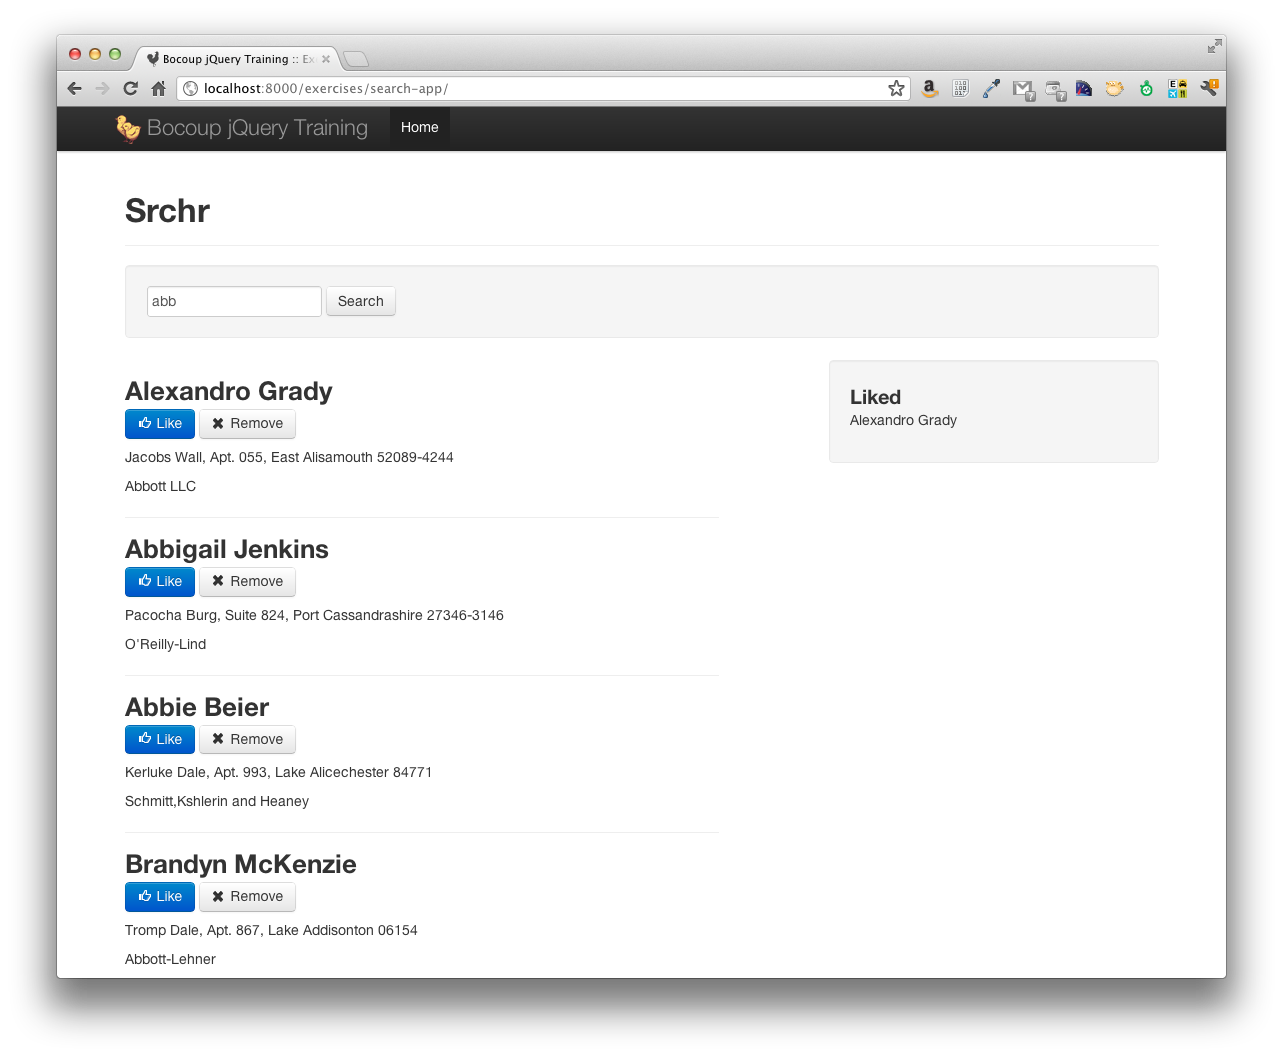 Bocoup jQuery Training :: Ex
localhost:8000/exercises/search-app/
Bocoup jQuery Training Home
Srchr
abb Search
Alexandro Grady
Like Remove
Jacobs Wall, Apt. 055, East Alisamouth 52089-4244
Abbott LLC
Liked
Alexandro Grady
Abbigail Jenkins
Like Remove
Pacocha Burg, Suite 824, Port Cassandrashire 27346-3146
O'Reilly-Lind
Abbie Beier
Like Remove
Kerluke Dale, Apt. 993, Lake Alicechester 84771
Schmitt,Kshlerin and Heaney
Brandyn McKenzie
Like Remove
Tromp Dale, Apt. 867, Lake Addisonton 06154
Abbott-Lehner